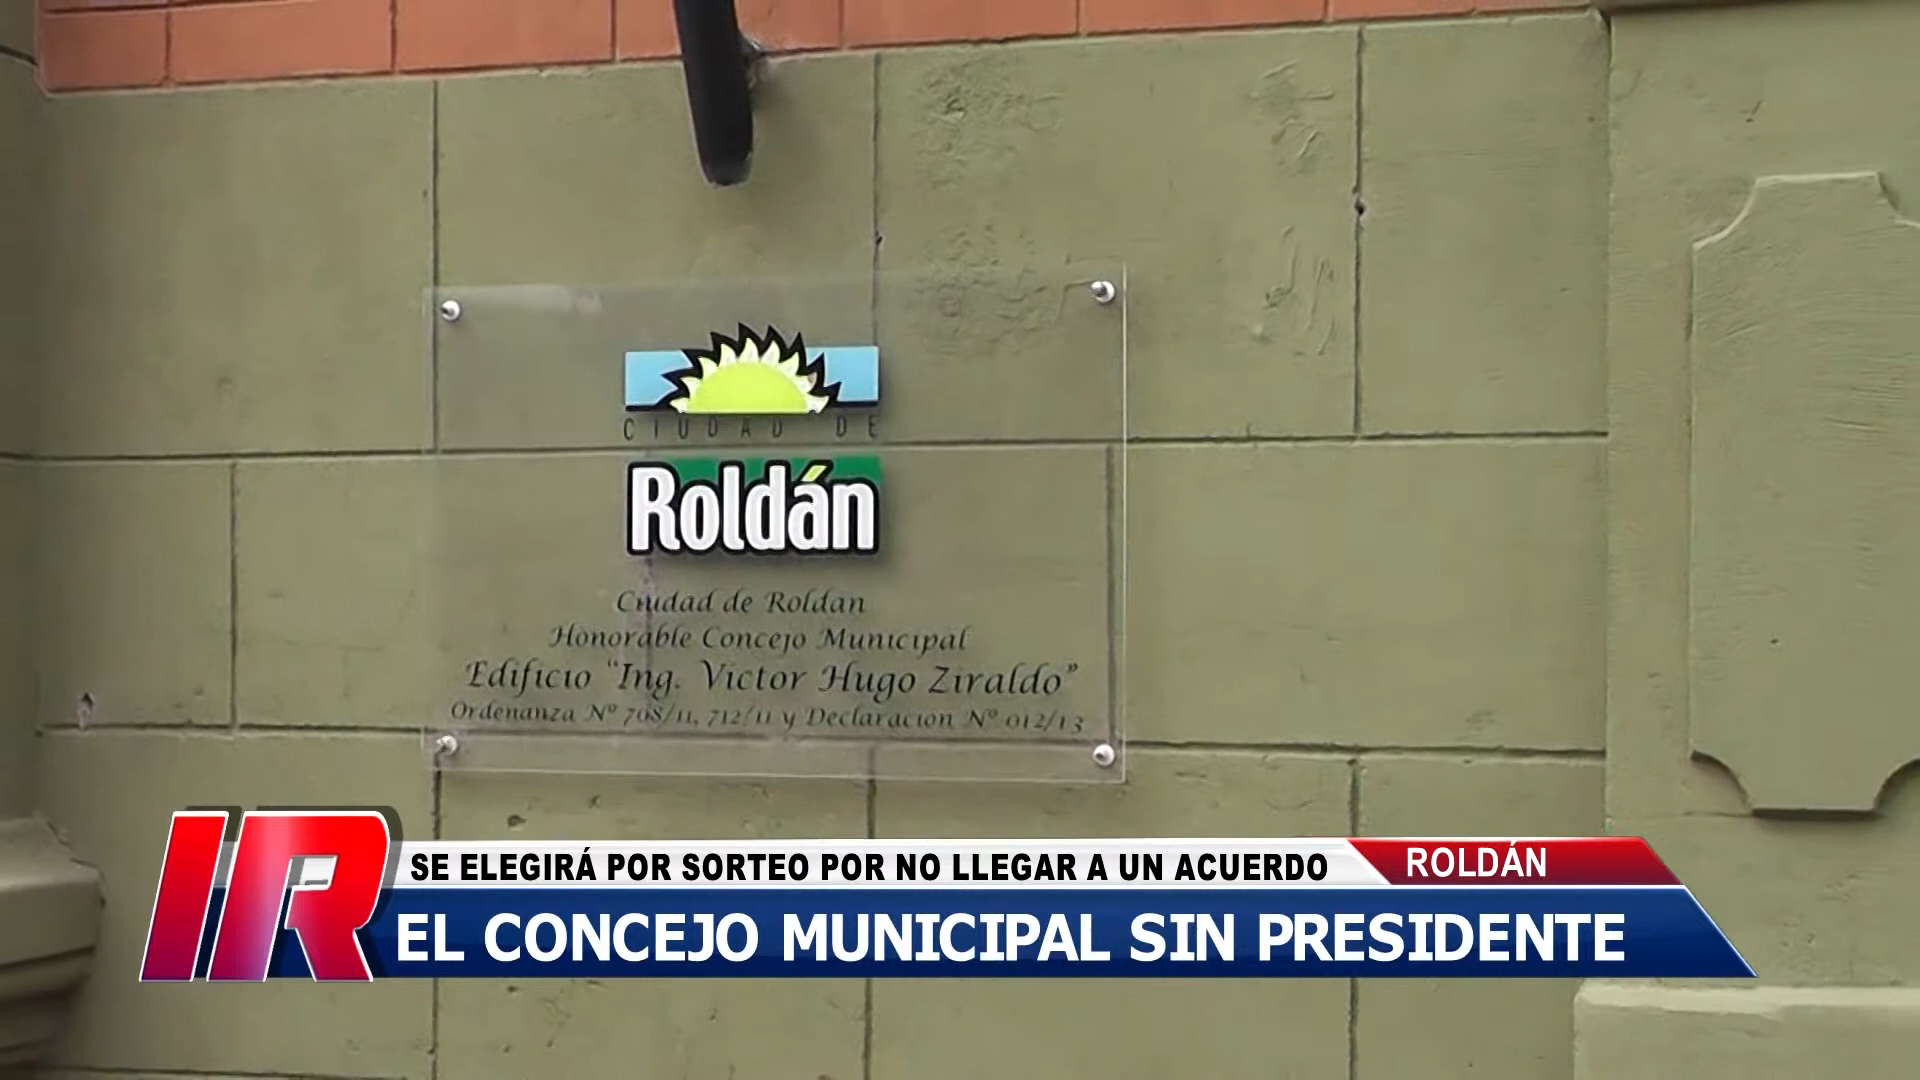 CIUDAD DE
Roldán
Ciudad de Roldan
Honorable Concejo Municipal
Edificio "Ing. Victor Hugo Ziraldo"
Ordenanza Nº 708/11, 712/11 y Declaracion Nº 012/13
IR
SE ELEGIRÁ POR SORTEO POR NO LLEGAR A UN ACUERDO
ROLDÁN
EL CONCEJO MUNICIPAL SIN PRESIDENTE